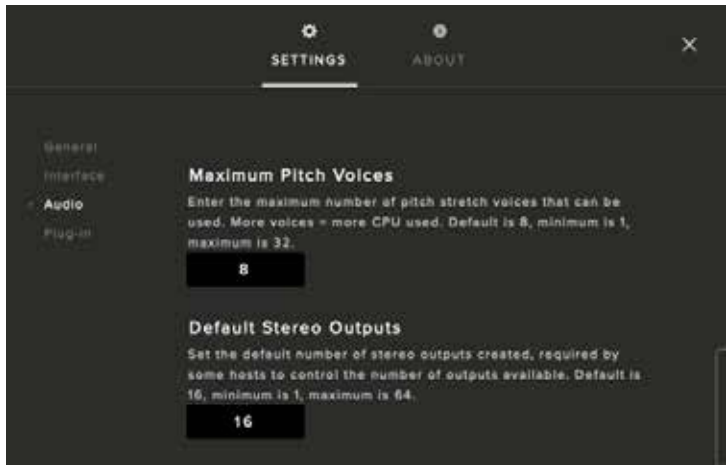 SETTINGS
ABOUT
General
Interface
Audio
Plug-in
Maximum Pitch Voices
Enter the maximum number of pitch stretch voices that can be
used. More voices = more CPU used. Default is 8, minimum is 1,
maximum is 32.
8
Default Stereo Outputs
Set the default number of stereo outputs created, required by
some hosts to control the number of outputs available. Default is
16, minimum is 1, maximum is 64.
16